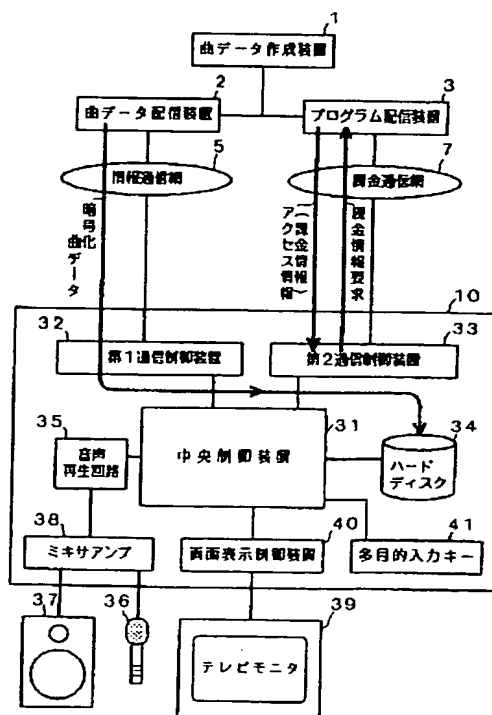 1
曲データ作成装置
2
曲データ配信装置
3
プログラム配信装置
5
情報通信網
7
課金通信網
暗号化
曲データ
アクセス情報
(課金情報)
課金情報要求
10
32
第1通信制御装置
33
第2通信制御装置
31
中央制御装置
34
ハード
ディスク
35
音声
再生回路
38
ミキサアンプ
40
画面表示制御装置
41
多目的入力キー
37
36
39
テレビモニタ